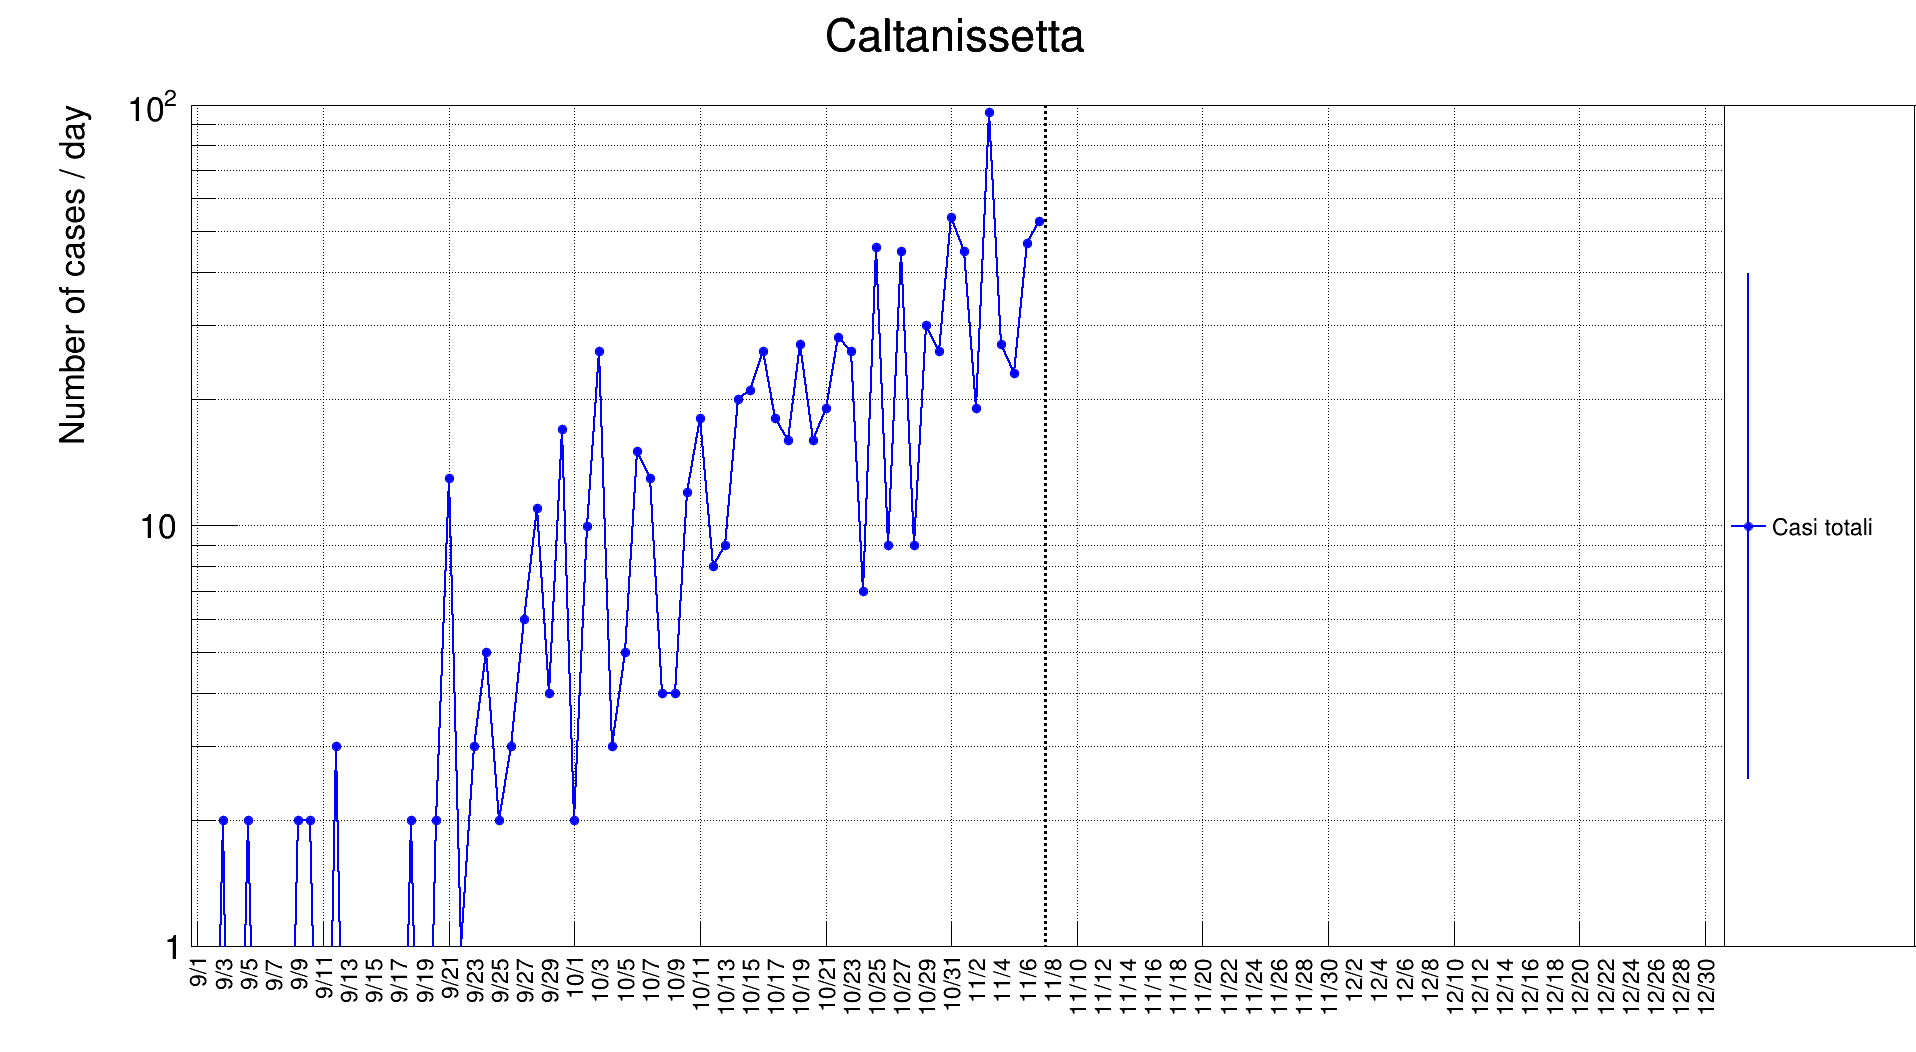 Caltanissetta
Number of cases / day
10²
10
1
9/1 9/3 9/5 9/7 9/9 9/11 9/13 9/15 9/17 9/19 9/21 9/23 9/25 9/27 9/29 10/1 10/3 10/5 10/7 10/9 10/11 10/13 10/15 10/17 10/19 10/21 10/23 10/25 10/27 10/29 10/31 11/2 11/4 11/6 11/8 11/10 11/12 11/14 11/16 11/18 11/20 11/22 11/24 11/26 11/28 11/30 12/2 12/4 12/6 12/8 12/10 12/12 12/14 12/16 12/18 12/20 12/22 12/24 12/26 12/28 12/30
Casi totali